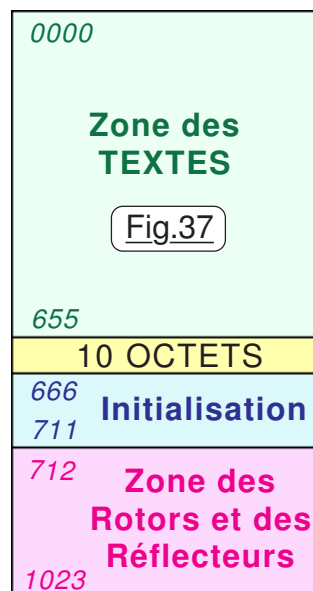 0000
Zone des
TEXTES
Fig.37
655
10 OCTETS
666
Initialisation
711
712
Zone des
Rotors et des
Réflecteurs
1023